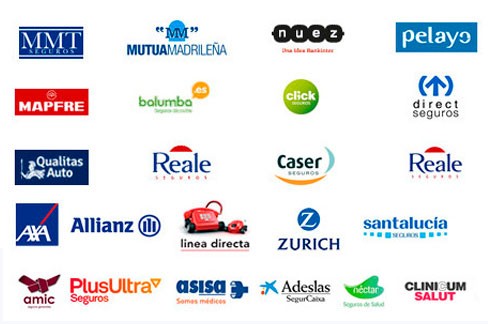 MMT
SEGUROS
"MM"
MUTUAMADRILEÑA
nuez
Una idea Bankinter
pelayo
MAPFRE
balumba.es
Seguros de coche
click
SEGUROS
direct
seguros
Qualitas
Auto
Reale
SEGUROS
Caser
SEGUROS
Reale
SEGUROS
AXA
Allianz
linea directa
Z
ZURICH
santalucía
SEGUROS
amic
PlusUltra
Seguros
asisa
Somos médicos
Adeslas
SegurCaixa
néctar
Seguros de Salud
CLINICUM
SALUT